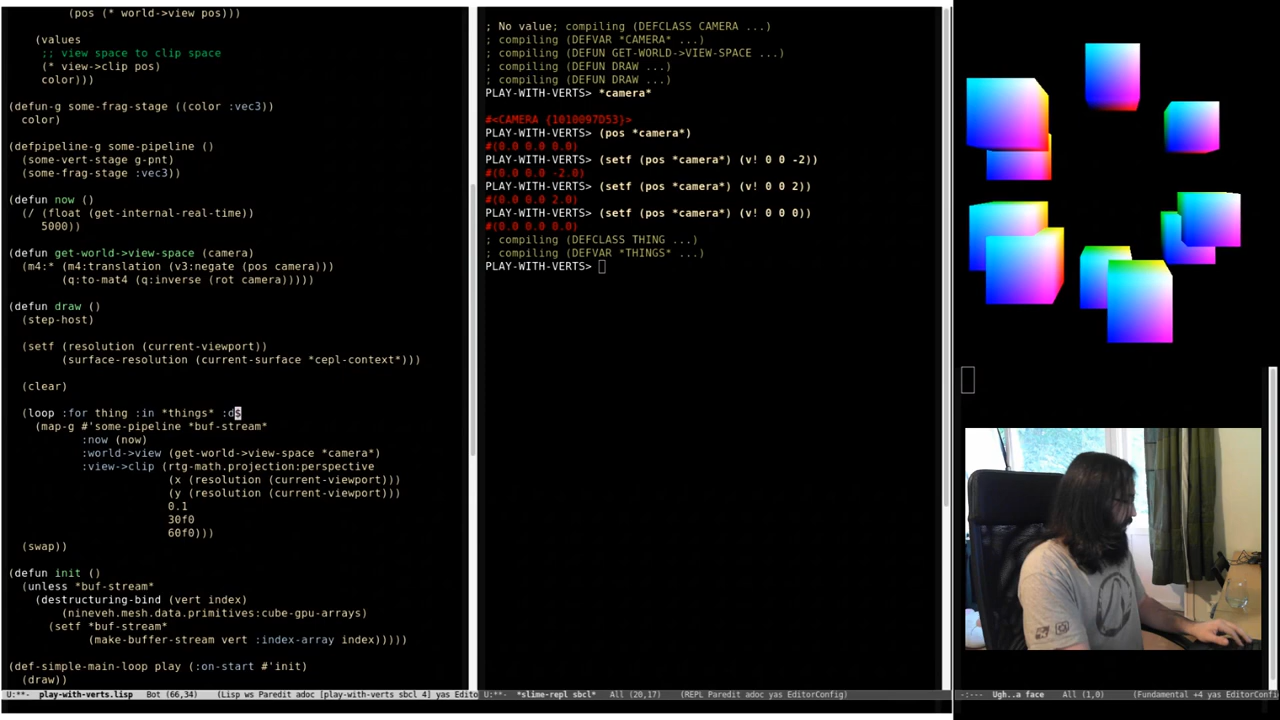 (pos (* world->view pos)))
(values
;; view space to clip space
(* view->clip pos)
color)))
(defun-g some-frag-stage ((color :vec3))
color)
(defpipeline-g some-pipeline ()
(some-vert-stage g-pnt)
(some-frag-stage :vec3))
(defun now ()
(/ (float (get-internal-real-time))
5000))
(defun get-world->view-space (camera)
(m4:* (m4:translation (v3:negate (pos camera)))
(q:to-mat4 (q:inverse (rot camera)))))
(defun draw ()
(step-host)
(setf (resolution (current-viewport))
(surface-resolution (current-surface *cepl-context*)))
(clear)
(loop :for thing :in *things* :d
(map-g #'some-pipeline *buf-stream*
:now (now)
:world->view (get-world->view-space *camera*)
:view->clip (rtg-math.projection:perspective
(x (resolution (current-viewport)))
(y (resolution (current-viewport)))
0.1
30f0
60f0)))
(swap))
(defun init ()
(unless *buf-stream*
(destructuring-bind (vert index)
(nineveh.mesh.data.primitives:cube-gpu-arrays)
(setf *buf-stream*
(make-buffer-stream vert :index-array index)))))
(def-simple-main-loop play (:on-start #'init)
(draw))
U:**- play-with-verts.lisp Bot (66,34) (Lisp ws Paredit adoc [play-with-verts sbcl 4] yas Edito
; No value; compiling (DEFCLASS CAMERA ...)
; compiling (DEFVAR *CAMERA* ...)
; compiling (DEFUN GET-WORLD->VIEW-SPACE ...)
; compiling (DEFUN DRAW ...)
; compiling (DEFUN DRAW ...)
PLAY-WITH-VERTS> *camera*
#<CAMERA {1010097D53}>
PLAY-WITH-VERTS> (pos *camera*)
#(0.0 0.0 0.0)
PLAY-WITH-VERTS> (setf (pos *camera*) (v! 0 0 -2))
#(0.0 0.0 -2.0)
PLAY-WITH-VERTS> (setf (pos *camera*) (v! 0 0 2))
#(0.0 0.0 2.0)
PLAY-WITH-VERTS> (setf (pos *camera*) (v! 0 0 0))
#(0.0 0.0 0.0)
; compiling (DEFCLASS THING ...)
; compiling (DEFVAR *THINGS* ...)
PLAY-WITH-VERTS>
U:**- *slime-repl sbcl* All (20,17) (REPL Paredit adoc yas EditorConfig)
-:--- Ugh..a face All (1,0) (Fundamental +4 yas EditorConfi